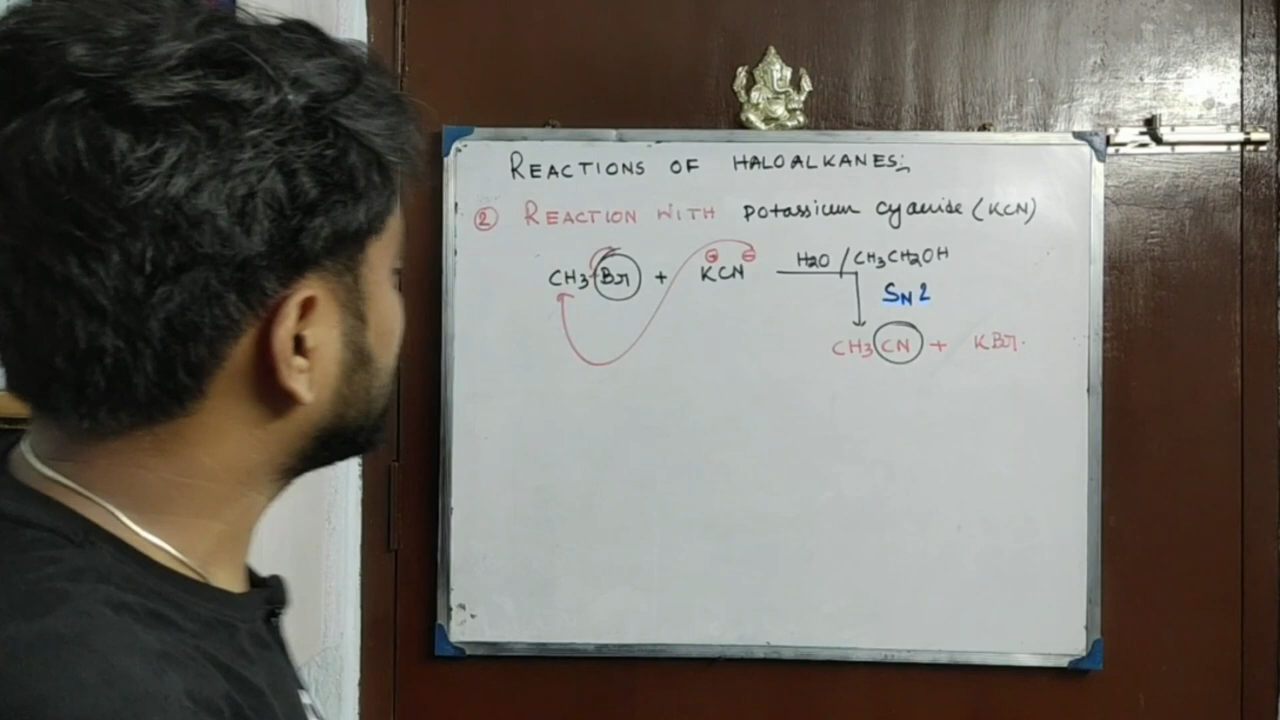 REACTIONS OF HALOALKANES:
② REACTION WITH potassium cyanide (KCN)
CH3 Br + KCN H2O / CH3CH2OH
SN2
CH3 CN + KBr.